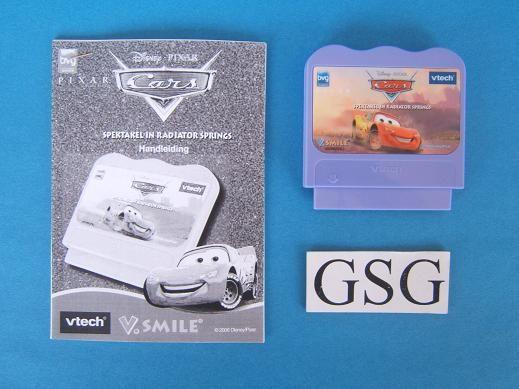 bvg
Disney · PIXAR
PIXAR
Cars
SPEKTAKEL IN RADIATOR SPRINGS
Handleiding
Cars
vtech
vtech
V.SMILE®
©2006 Disney/Pixar
bvg
Disney · PIXAR
Cars
vtech
SPEKTAKEL IN RADIATOR SPRINGS
V.SMILE
vtech
GSG